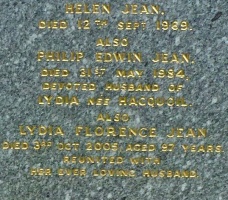 HELEN JEAN,
DIED 12TH SEPT 1969.
ALSO
PHILIP EDWIN JEAN,
DIED 31ST MAY 1984,
DEVOTED HUSBAND OF
LYDIA NEE HACQUOIL,
ALSO
LYDIA FLORENCE JEAN
DIED 3RD OCT 2005, AGED 97 YEARS.
REUNITED WITH
HER EVER LOVING HUSBAND.